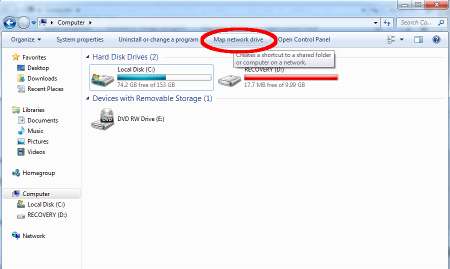 Computer
Search Co...
Organize
System properties
Uninstall or change a program
Map network drive
Open Control Panel
Creates a shortcut to a shared folder
or computer on a network.
Favorites
Desktop
Downloads
Recent Places
Libraries
Documents
Music
Pictures
Videos
Homegroup
Computer
Local Disk (C:)
RECOVERY (D:)
Network
Hard Disk Drives (2)
Local Disk (C:)
74.2 GB free of 153 GB
RECOVERY (D:)
17.7 MB free of 9.99 GB
Devices with Removable Storage (1)
DVD RW Drive (E:)
DVD